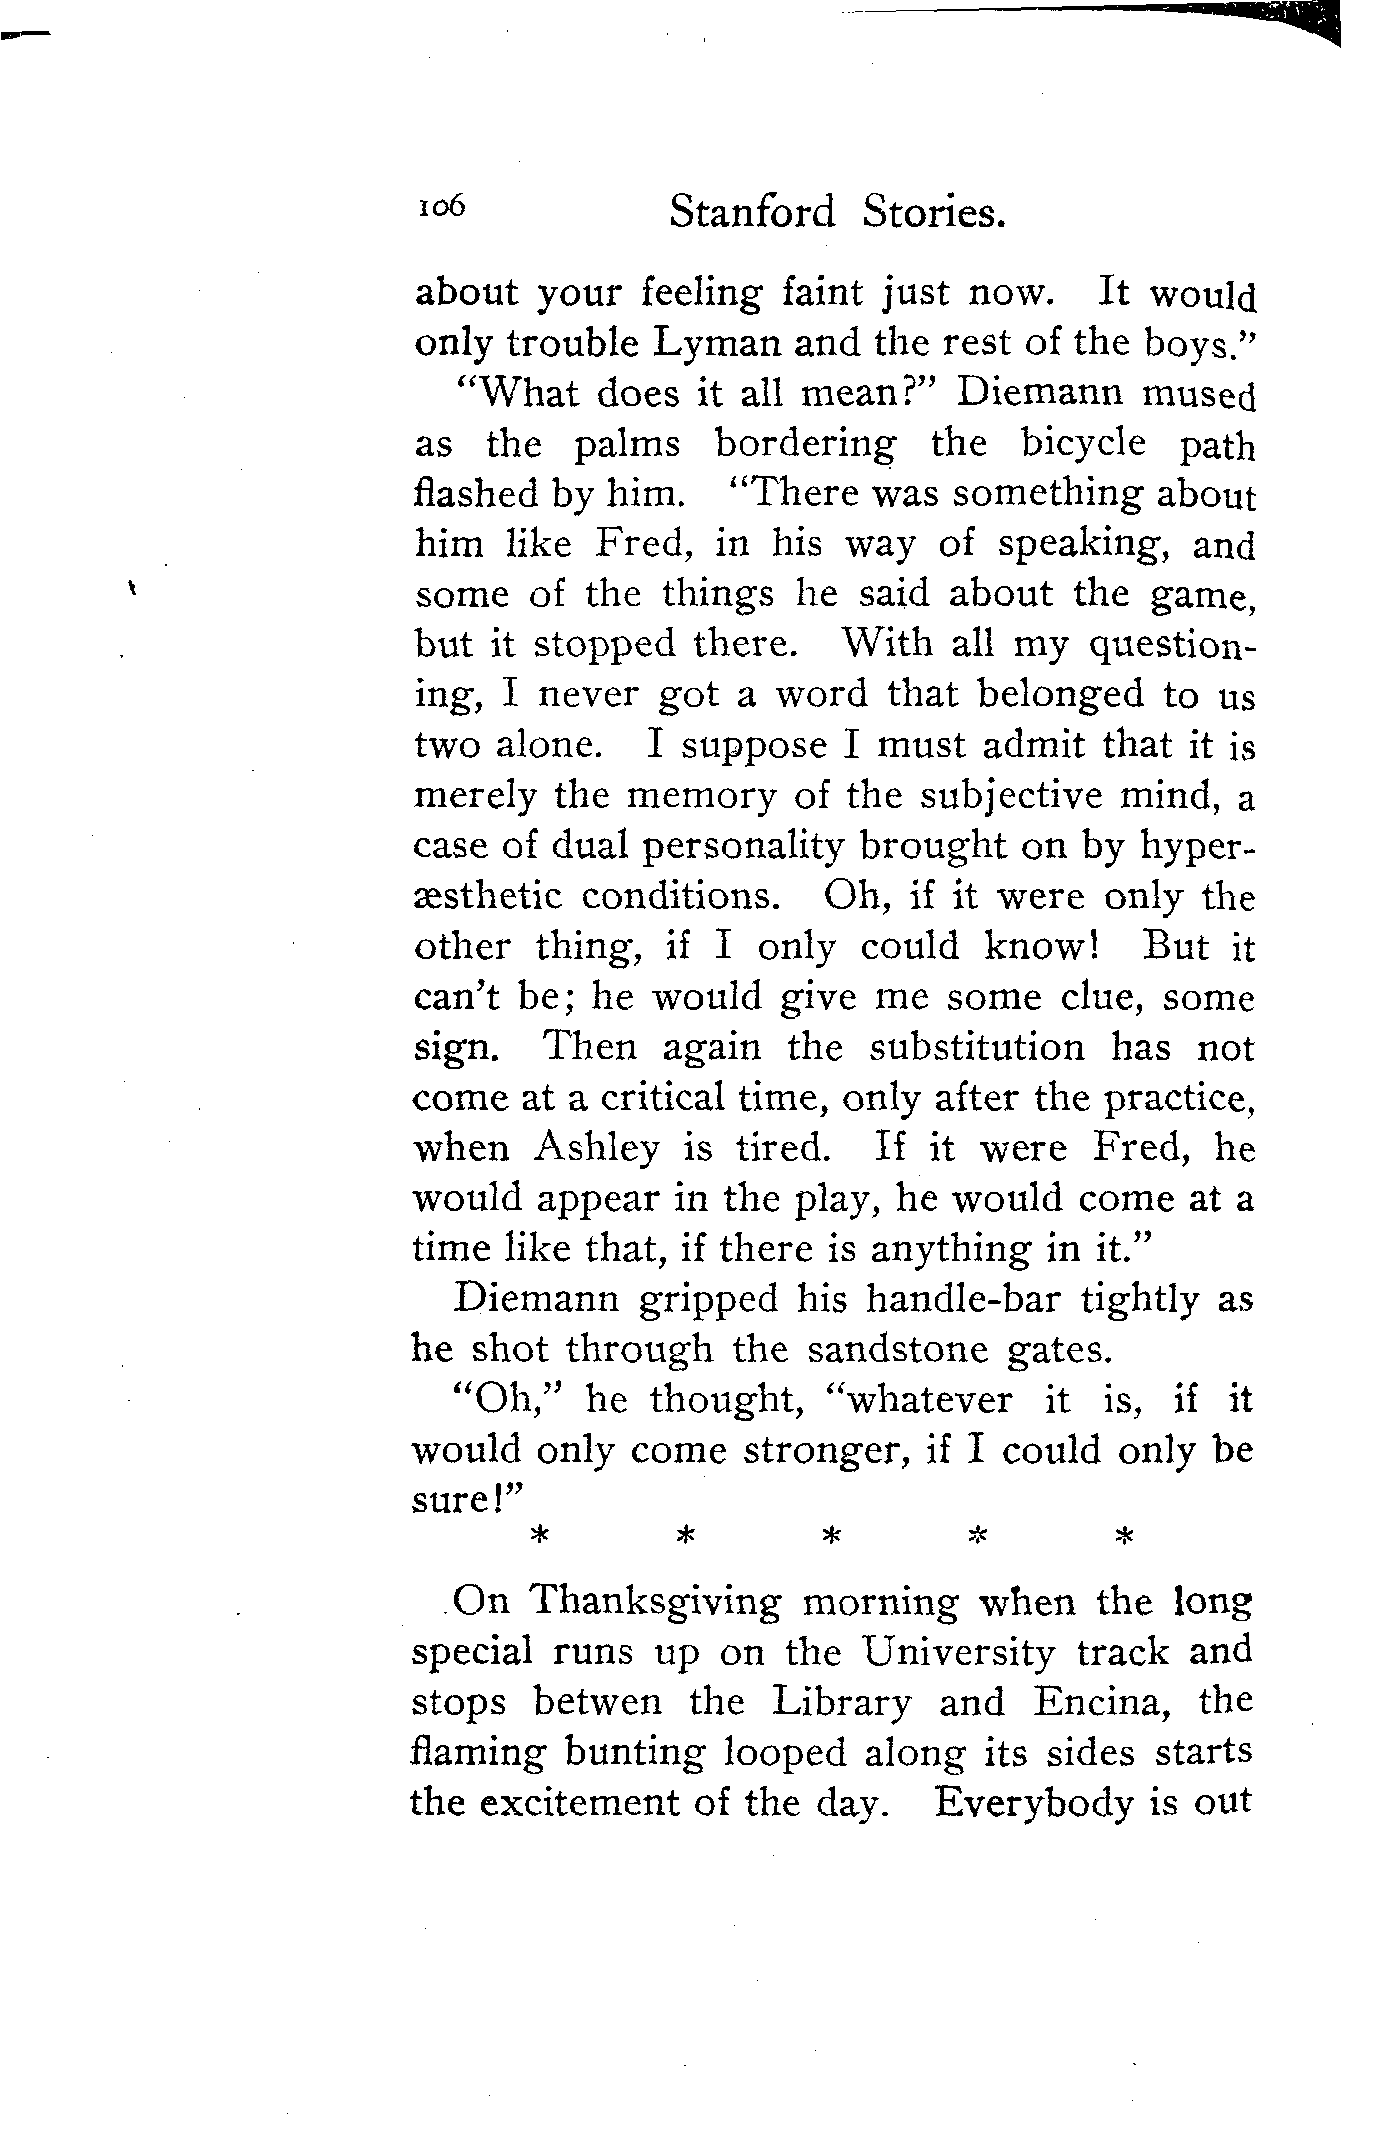 106 Stanford Stories.
about your feeling faint just now. It would
only trouble Lyman and the rest of the boys."
"What does it all mean?" Diemann mused
as the palms bordering the bicycle path
flashed by him. "There was something about
him like Fred, in his way of speaking, and
some of the things he said about the game,
but it stopped there. With all my question-
ing, I never got a word that belonged to us
two alone. I suppose I must admit that it is
merely the memory of the subjective mind, a
case of dual personality brought on by hyper-
æsthetic conditions. Oh, if it were only the
other thing, if I only could know! But it
can't be; he would give me some clue, some
sign. Then again the substitution has not
come at a critical time, only after the practice,
when Ashley is tired. If it were Fred, he
would appear in the play, he would come at a
time like that, if there is anything in it."
Diemann gripped his handle-bar tightly as
he shot through the sandstone gates.
"Oh," he thought, "whatever it is, if it
would only come stronger, if I could only be
sure!"
* * * * *
On Thanksgiving morning when the long
special runs up on the University track and
stops betwen the Library and Encina, the
flaming bunting looped along its sides starts
the excitement of the day. Everybody is out